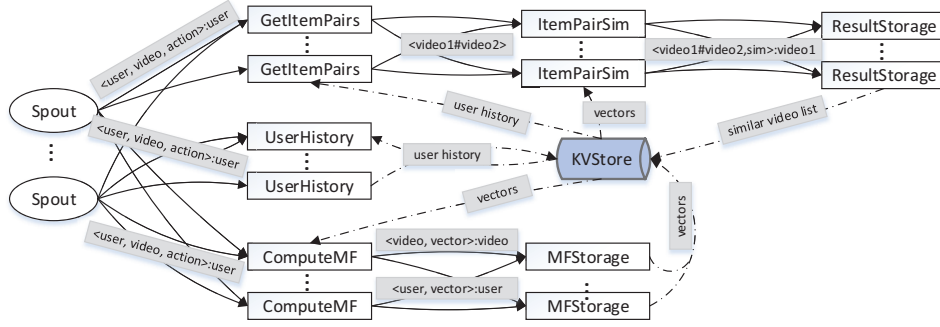 GetItemPairs
ItemPairSim
ResultStorage
<user, video, action>:user
<video1#video2>
<video1#video2,sim>:video1
GetItemPairs
ItemPairSim
ResultStorage
Spout
user history
vectors
similar video list
<user, video, action>:user
UserHistory
user history
KVStore
UserHistory
Spout
vectors
vectors
<user, video, action>:user
<video, vector>:video
ComputeMF
MFStorage
<user, vector>:user
ComputeMF
MFStorage